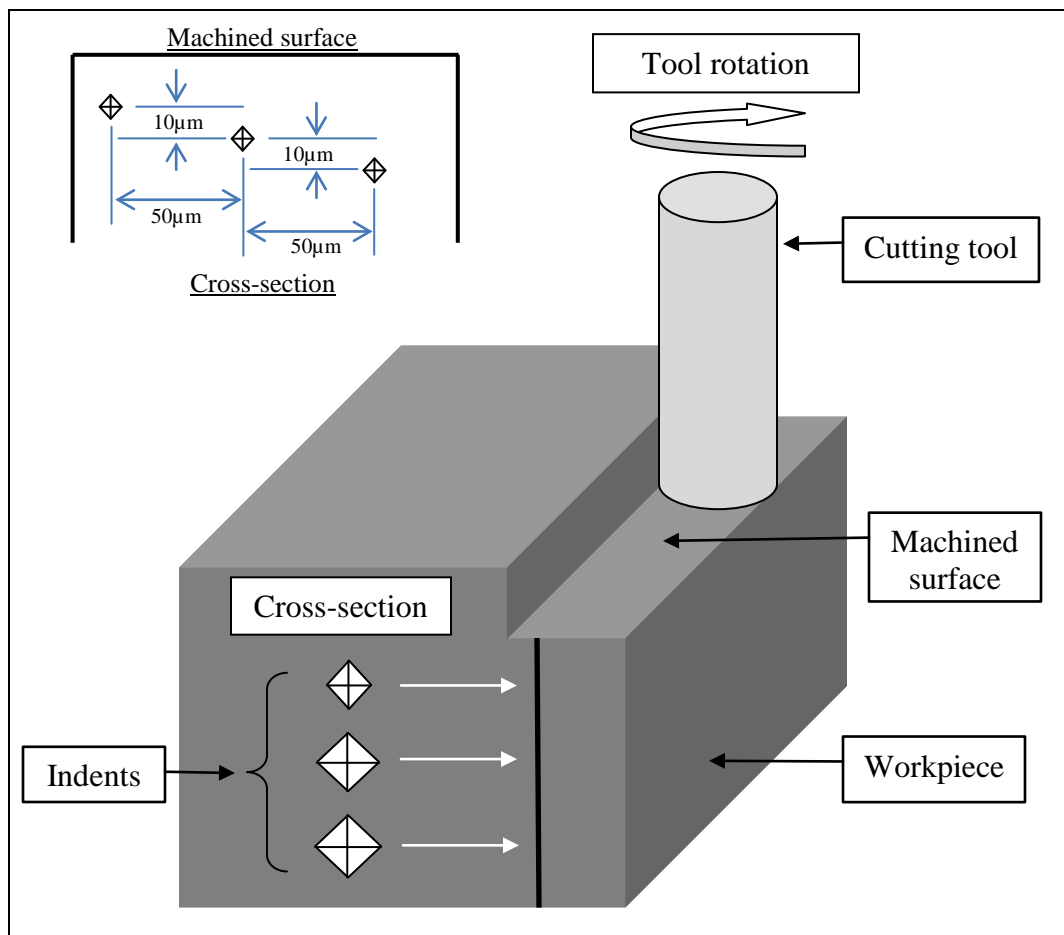 Machined surface
10µm
10µm
50µm
50µm
Cross-section
Tool rotation
Cutting tool
Machined
surface
Cross-section
Indents
Workpiece